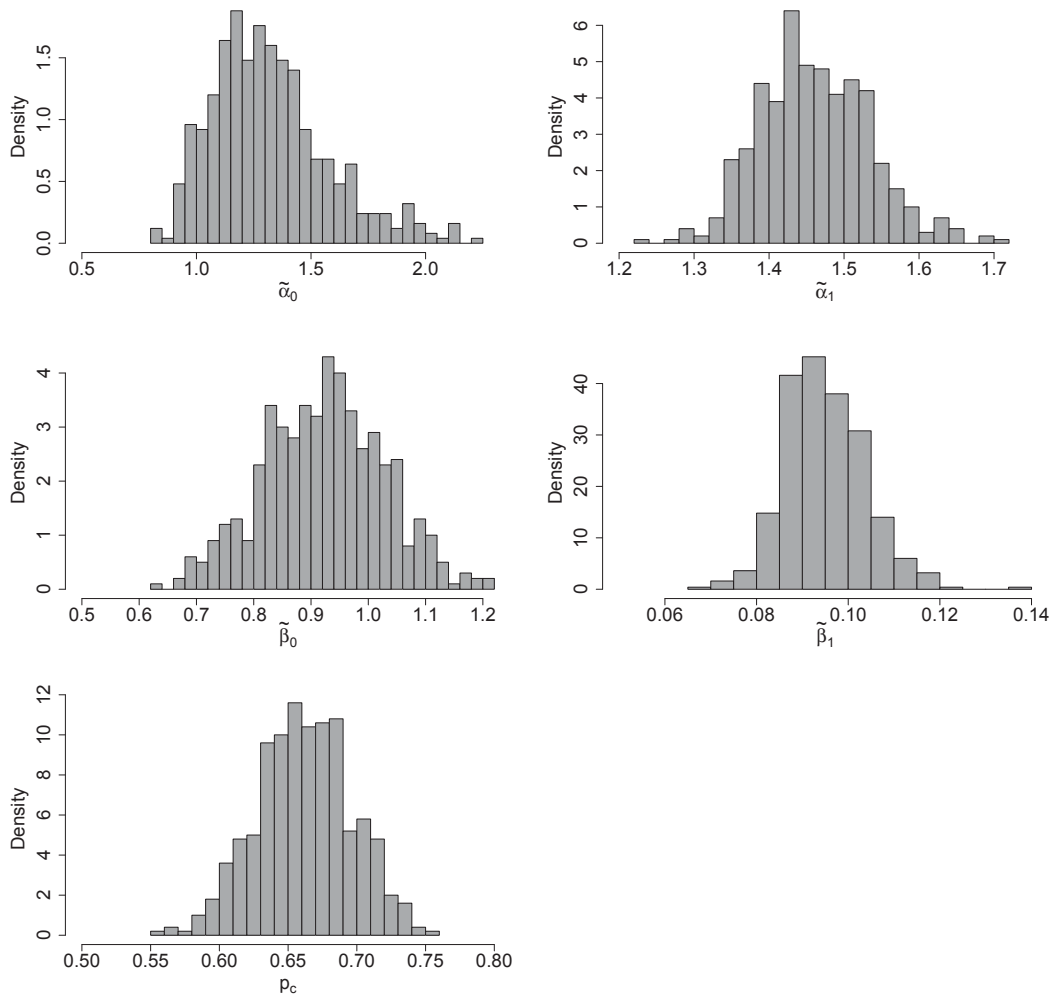 Density
0.0 0.5 1.0 1.5
0.5 1.0 1.5 2.0
α̃₀
Density
0 1 2 3 4 5 6
1.2 1.3 1.4 1.5 1.6 1.7
α̃₁
Density
0 1 2 3 4
0.5 0.6 0.7 0.8 0.9 1.0 1.1 1.2
β̃₀
Density
0 10 20 30 40
0.06 0.08 0.10 0.12 0.14
β̃₁
Density
0 2 4 6 8 10 12
0.50 0.55 0.60 0.65 0.70 0.75 0.80
p_c